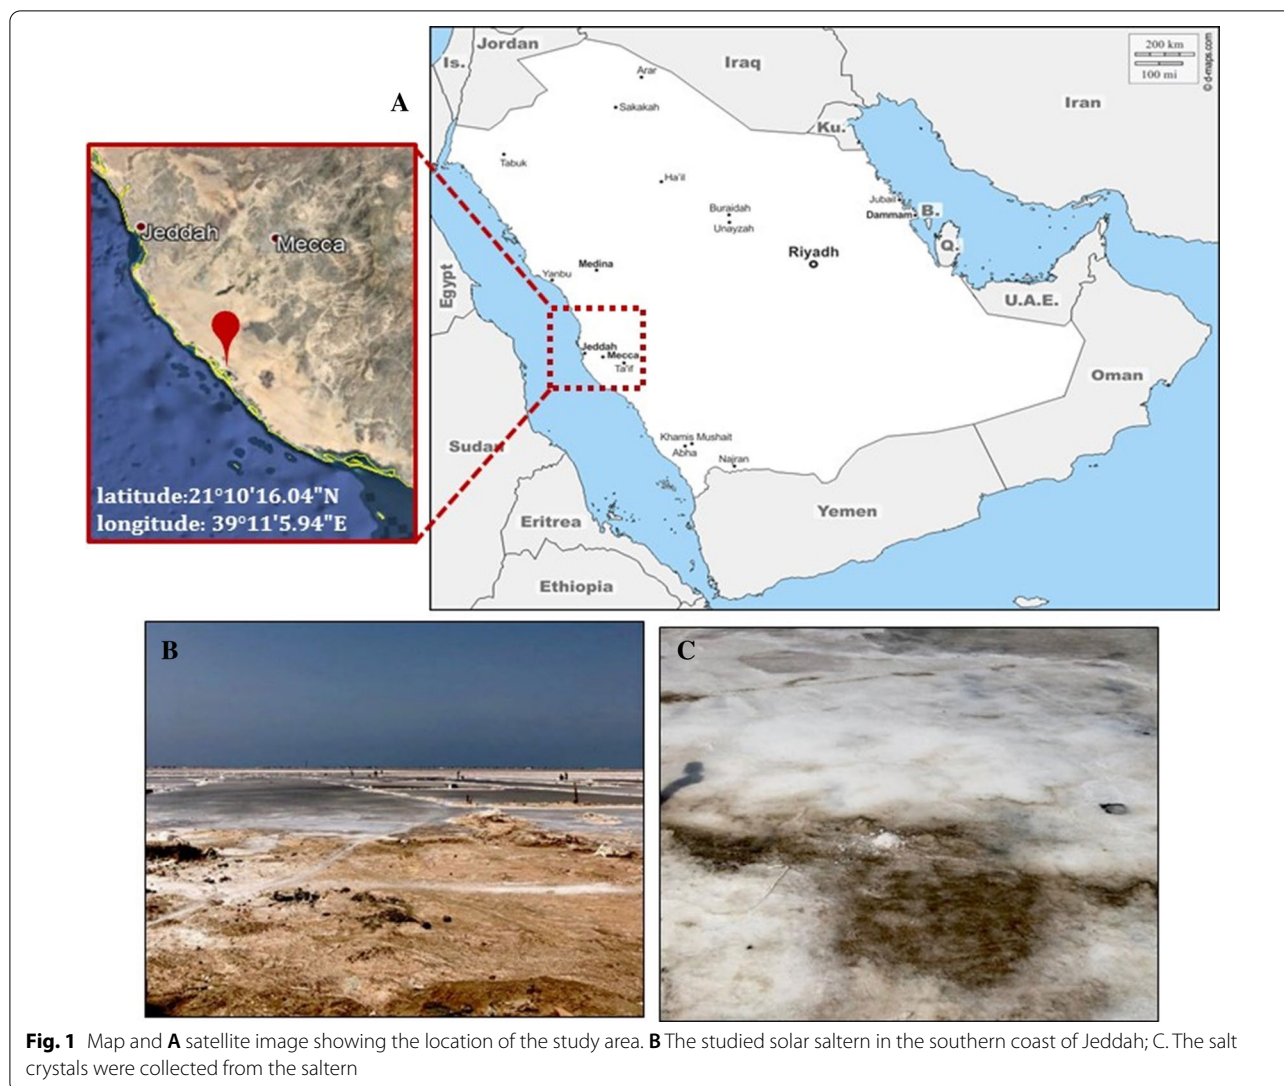 Jordan
Is.
Iraq
200 km
100 mi
© d-maps.com
Iran
A
Arar
Sakakah
Ku.
Tabuk
Ha'il
Buraidah
Unayzah
Jubail
Dammam
B.
Q.
Riyadh
Medina
Yanbu
Egypt
U.A.E.
Jeddah
Mecca
Jeddah
Mecca
Ta'if
Oman
Sudan
Khamis Mushait
Abha
Najran
latitude:21°10'16.04"N
longitude: 39°11'5.94"E
Eritrea
Yemen
Ethiopia
B
C
Fig. 1 Map and A satellite image showing the location of the study area. B The studied solar saltern in the southern coast of Jeddah; C. The salt
crystals were collected from the saltern